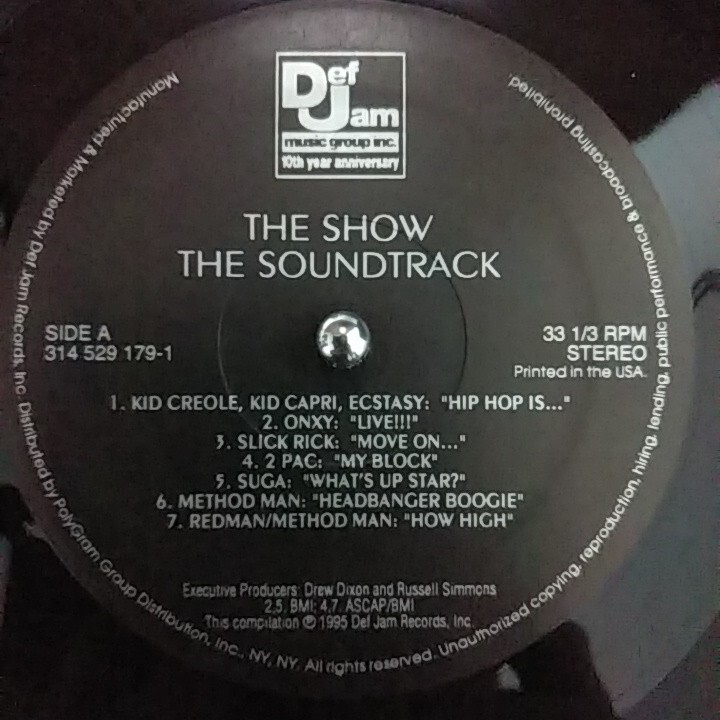 Def Jam
music group inc.
10th year anniversary
THE SHOW
THE SOUNDTRACK
SIDE A
314 529 179-1
33 1/3 RPM
STEREO
Printed in the USA.
1. KID CREOLE, KID CAPRI, ECSTASY: "HIP HOP IS..."
2. ONXY: "LIVE!!!"
3. SLICK RICK: "MOVE ON..."
4. 2 PAC: "MY BLOCK"
5. SUGA: "WHAT'S UP STAR?"
6. METHOD MAN: "HEADBANGER BOOGIE"
7. REDMAN/METHOD MAN: "HOW HIGH"
Executive Producers: Drew Dixon and Russell Simmons
2,5, BMI; 4,7, ASCAP/BMI
This compilation ℗ 1995 Def Jam Records, Inc.
Manufactured & Marketed by Def Jam Records, Inc. Distributed by PolyGram Group Distribution, Inc., NY, NY. All rights reserved. Unauthorized copying, reproduction, hiring, lending, public performance & broadcasting prohibited.